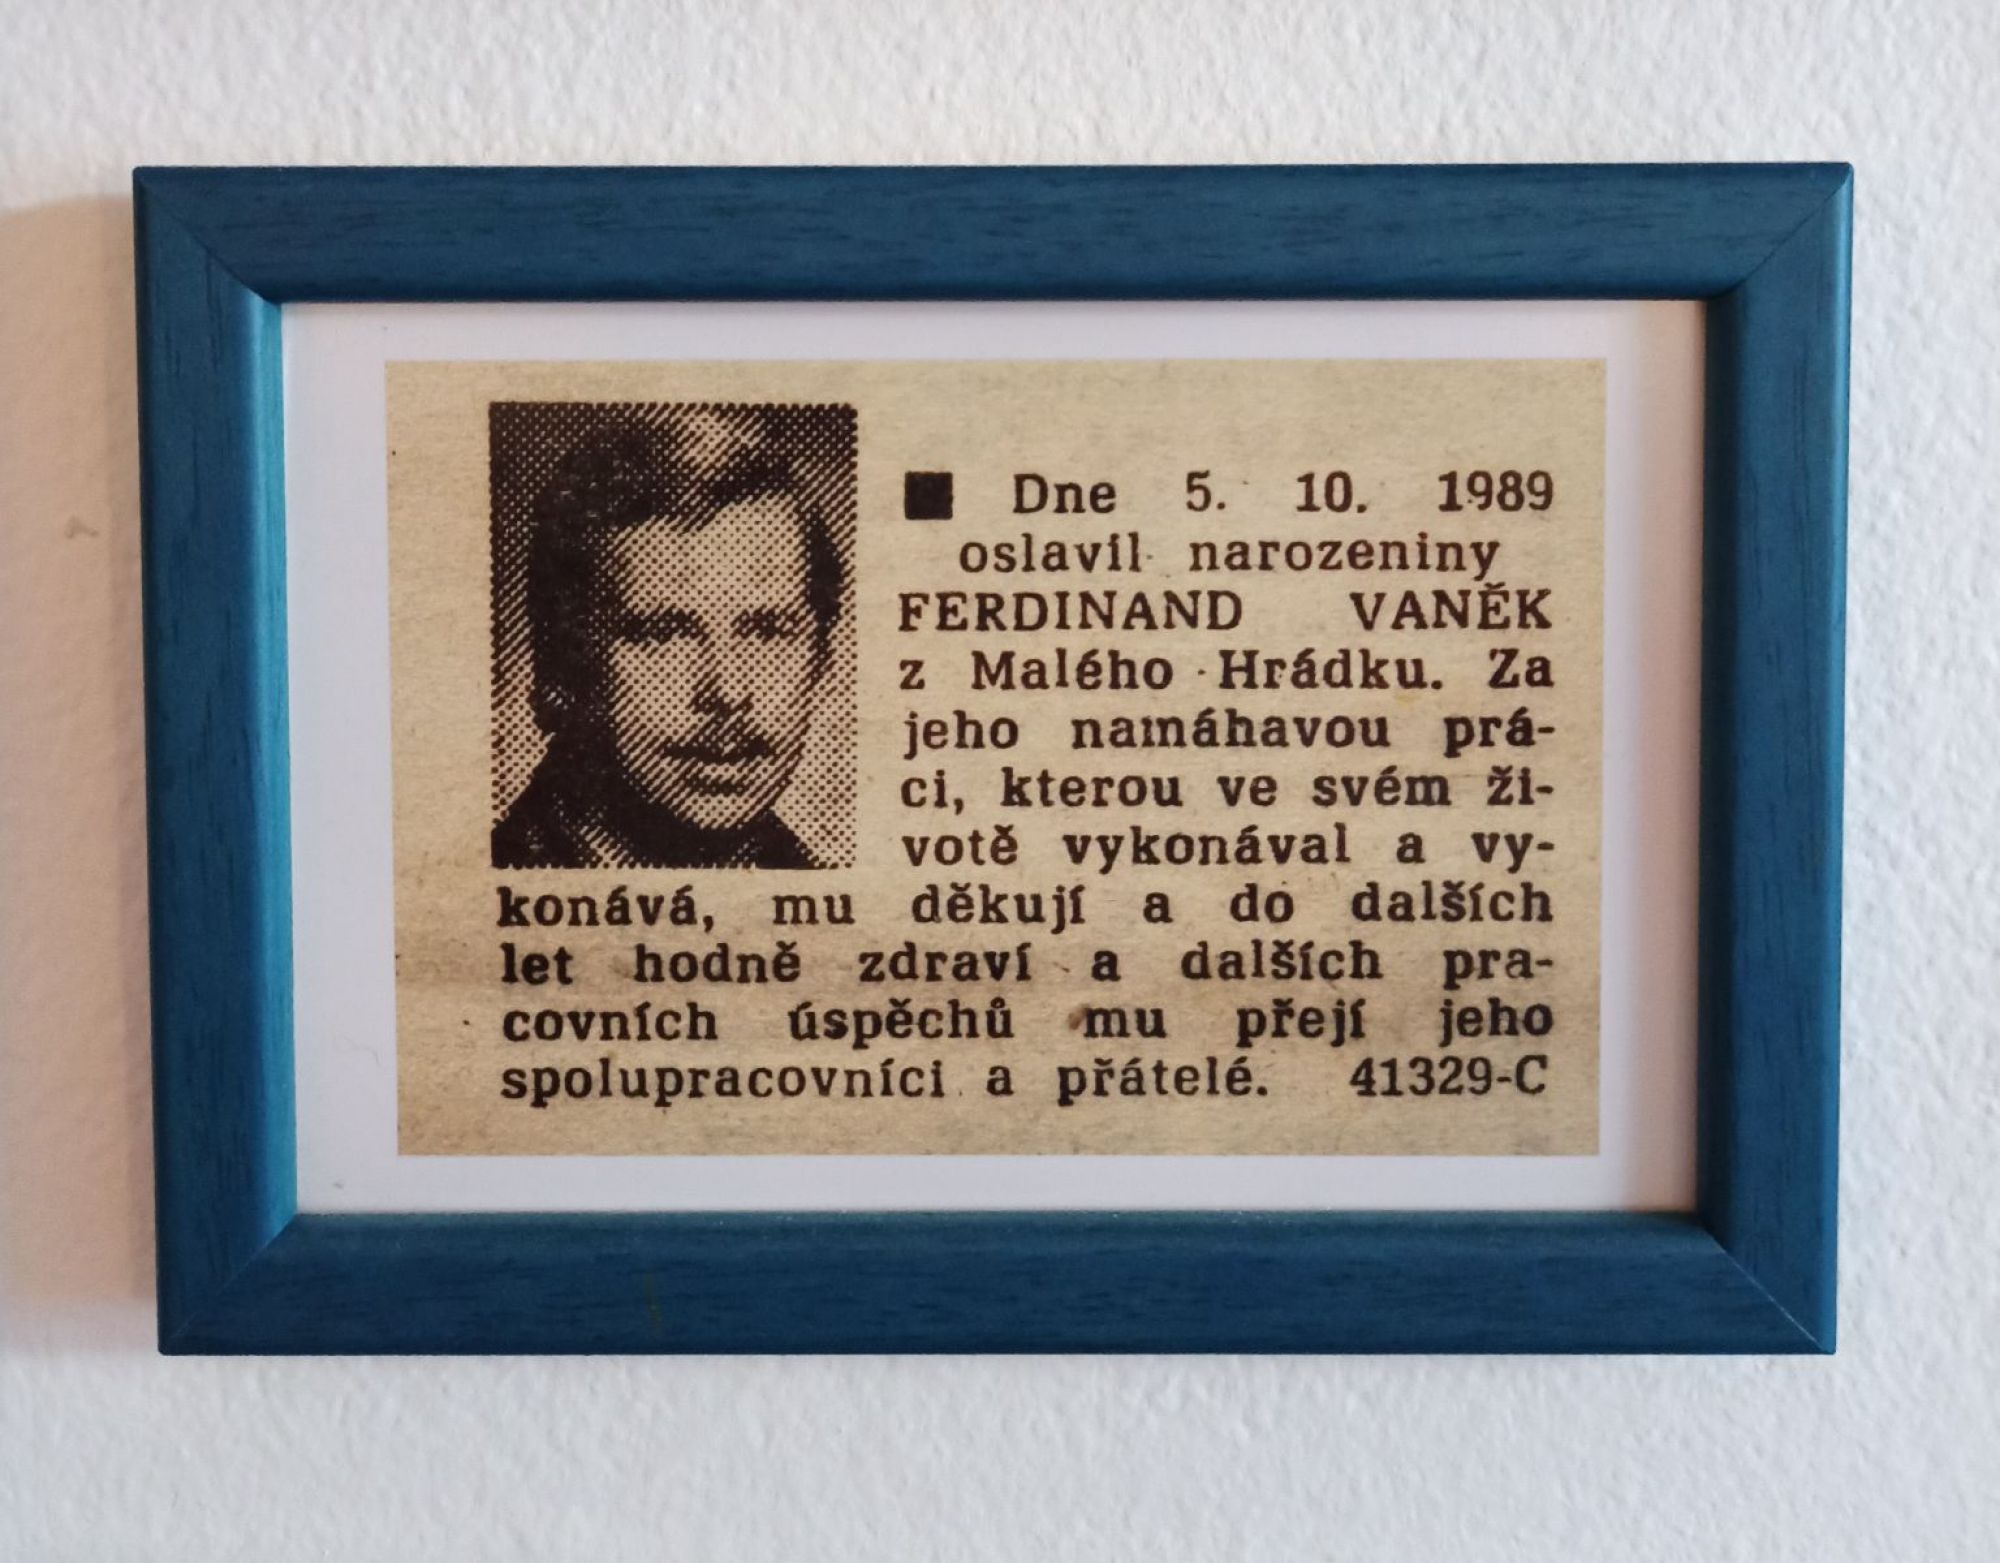 ■ Dne 5. 10. 1989
oslavil narozeniny
FERDINAND VANĚK
z Malého Hrádku. Za
jeho namáhavou prá-
ci, kterou ve svém ži-
votě vykonával a vy-
konává, mu děkují a do dalších
let hodně zdraví a dalších pra-
covních úspěchů mu přejí jeho
spolupracovníci a přátelé. 41329-C